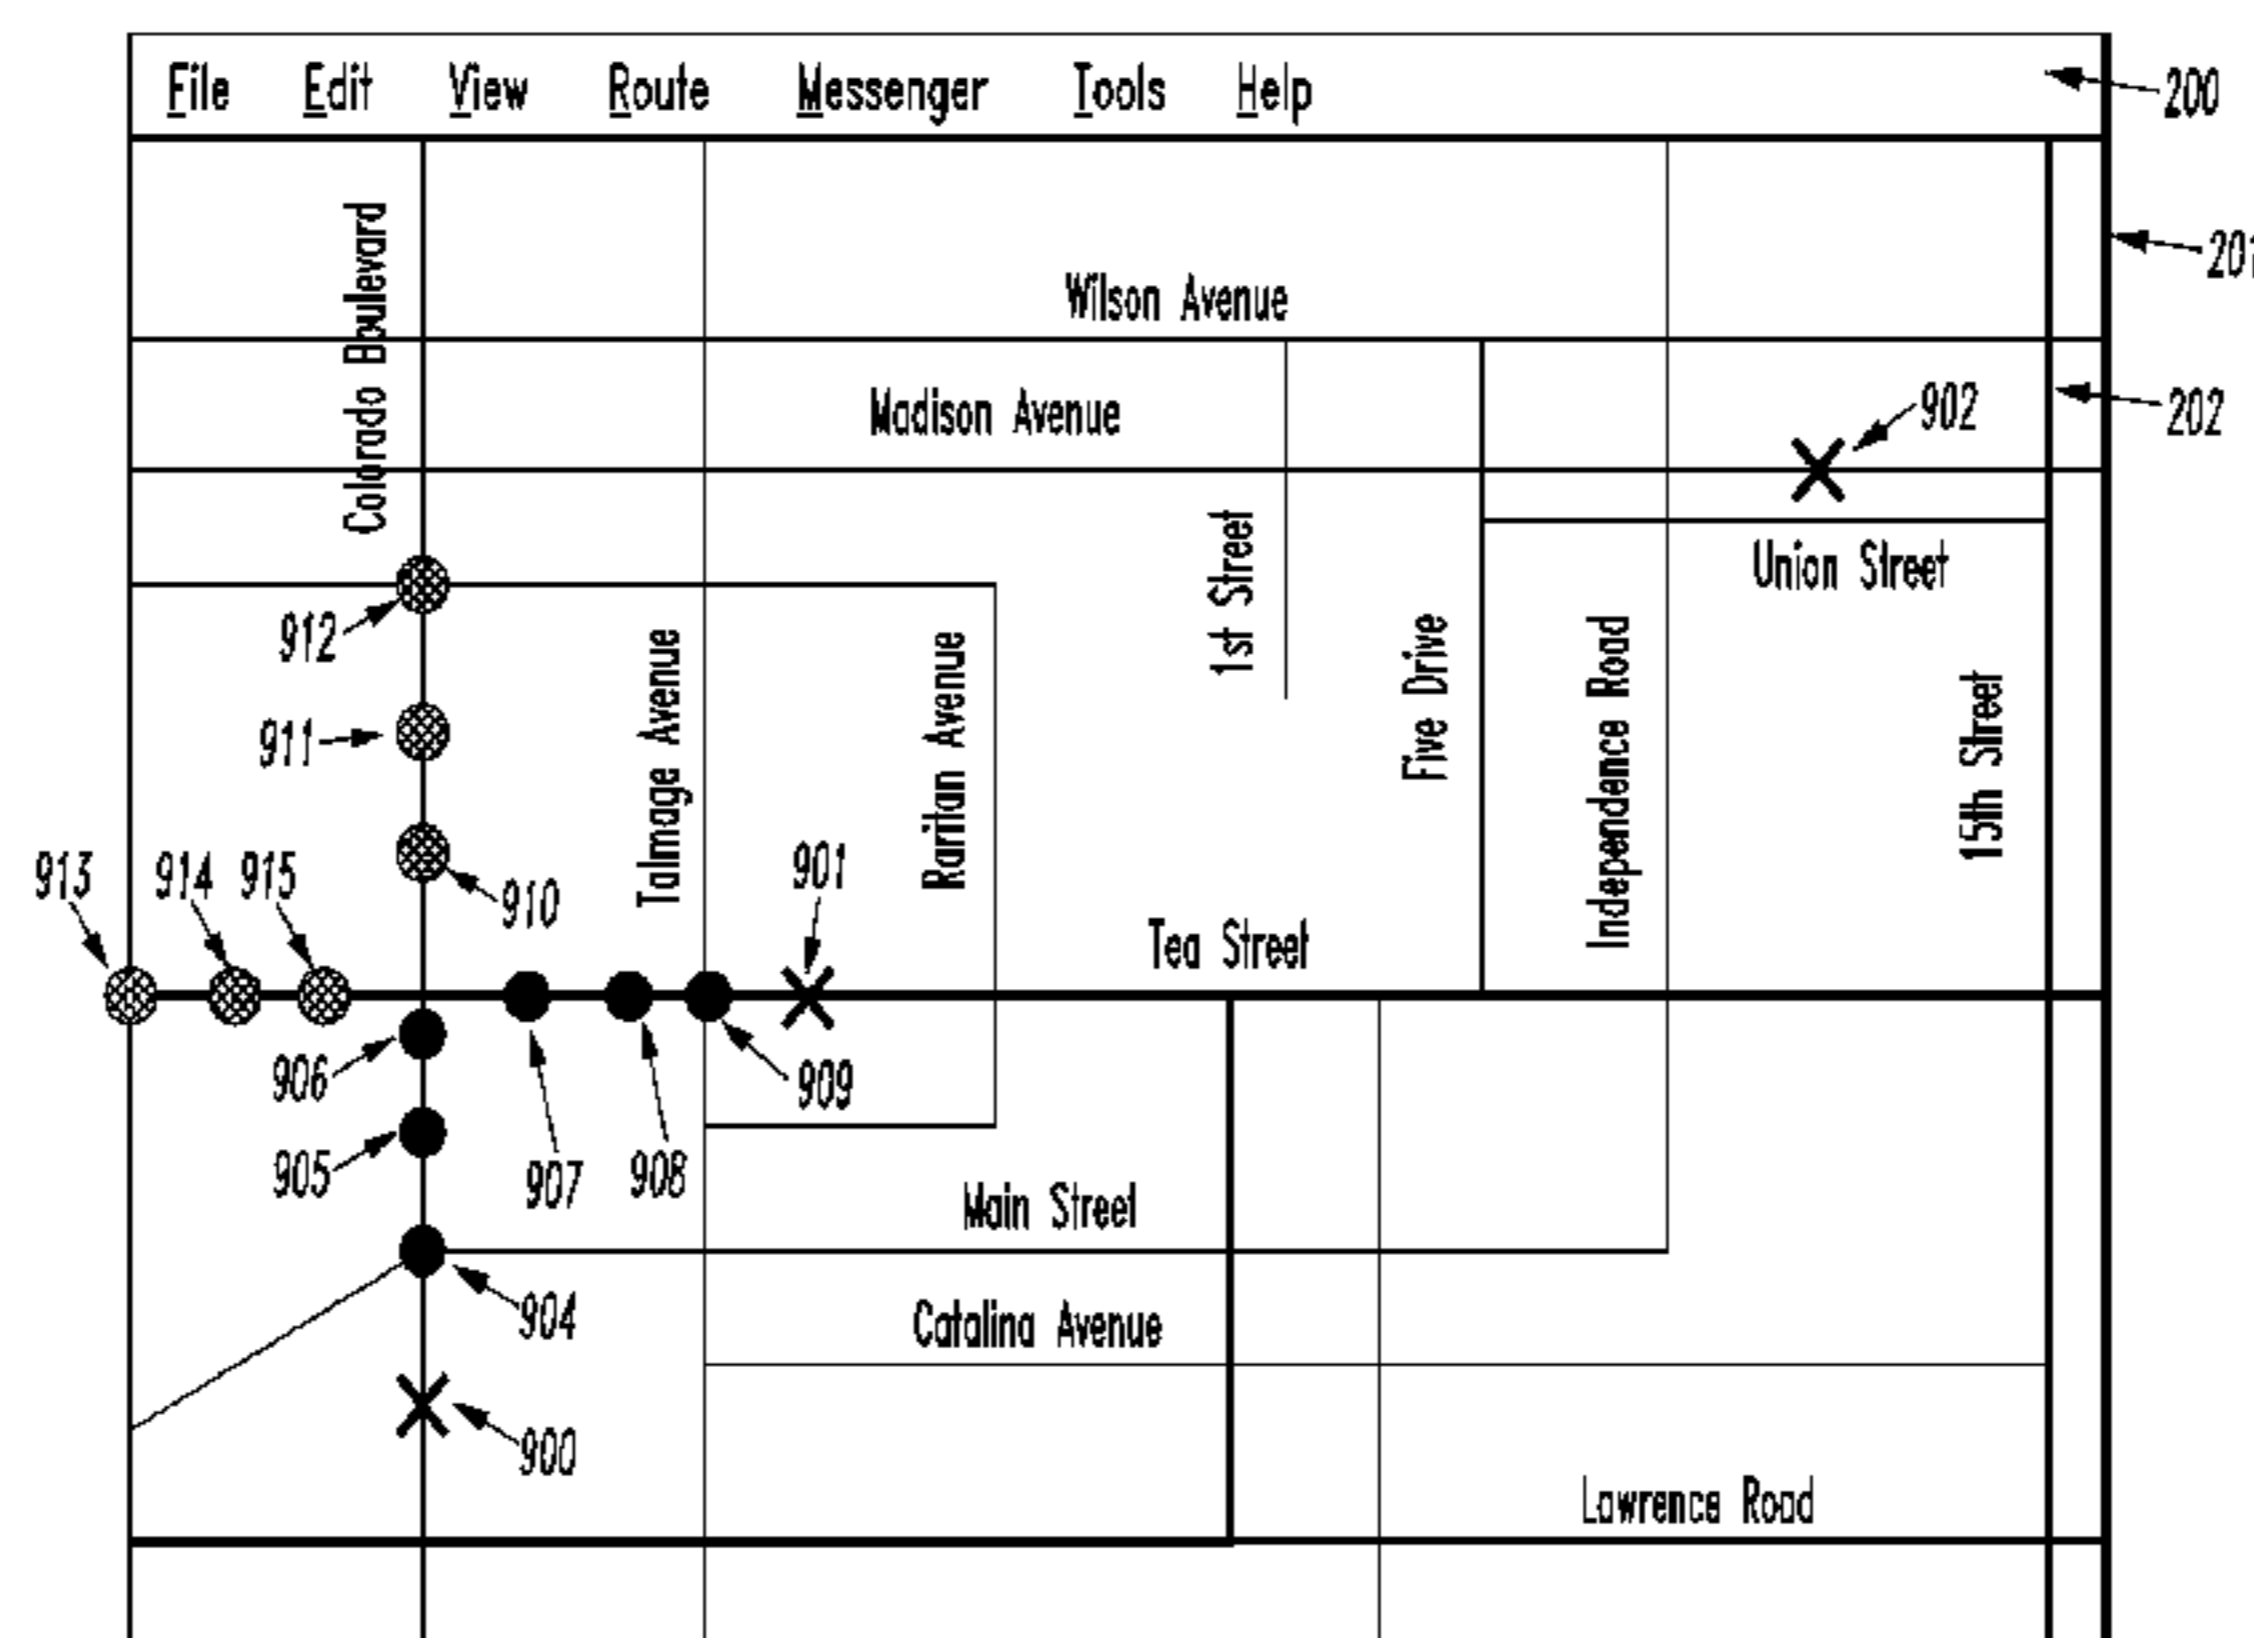 File Edit View Route Messenger Tools Help
200
201
Colorado Boulevard
Wilson Avenue
Madison Avenue
902
202
1st Street
Union Street
912
Talmage Avenue
Raritan Avenue
Five Drive
Independence Road
15th Street
911
913
914
915
910
901
Tea Street
906
909
905
907
908
Main Street
904
Catalina Avenue
900
Lawrence Road